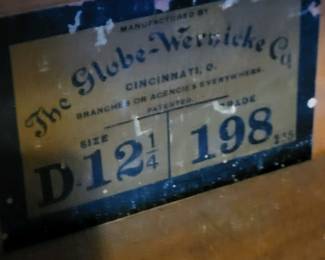 MANUFACTURED BY
The Globe-Wernicke Co.
CINCINNATI, O.
BRANCHES OR AGENCIES EVERYWHERE.
PATENTED.
SIZE GRADE
D-12 1/4 198